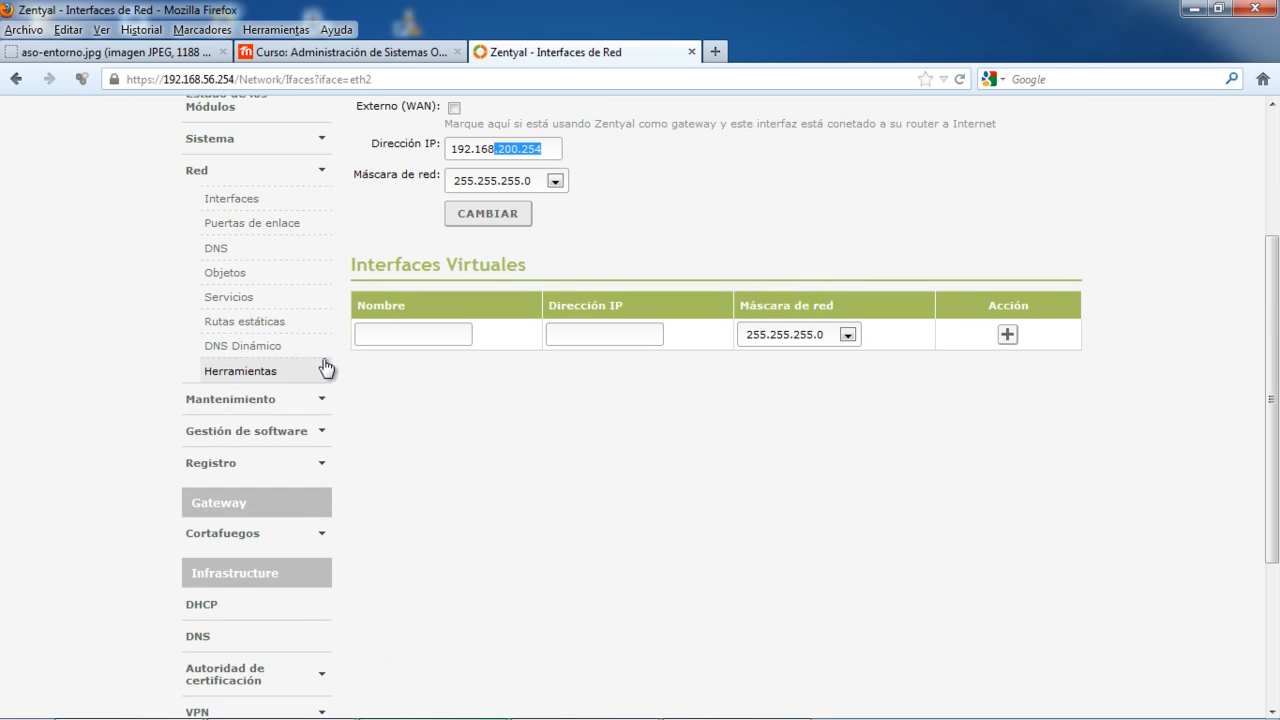 Zentyal - Interfaces de Red - Mozilla Firefox
Archivo Editar Ver Historial Marcadores Herramientas Ayuda
aso-entorno.jpg (imagen JPEG, 1188 ... Curso: Administración de Sistemas O... Zentyal - Interfaces de Red
https://192.168.56.254/Network/Ifaces?iface=eth2 Google
Estado de los
Módulos
Sistema
Red
Interfaces
Puertas de enlace
DNS
Objetos
Servicios
Rutas estáticas
DNS Dinámico
Herramientas
Mantenimiento
Gestión de software
Registro
Gateway
Cortafuegos
Infrastructure
DHCP
DNS
Autoridad de
certificación
VPN
Externo (WAN):
Marque aquí si está usando Zentyal como gateway y este interfaz está conetado a su router a Internet
Dirección IP: 192.168.200.254
Máscara de red: 255.255.255.0
CAMBIAR
Interfaces Virtuales
Nombre Dirección IP Máscara de red Acción
255.255.255.0